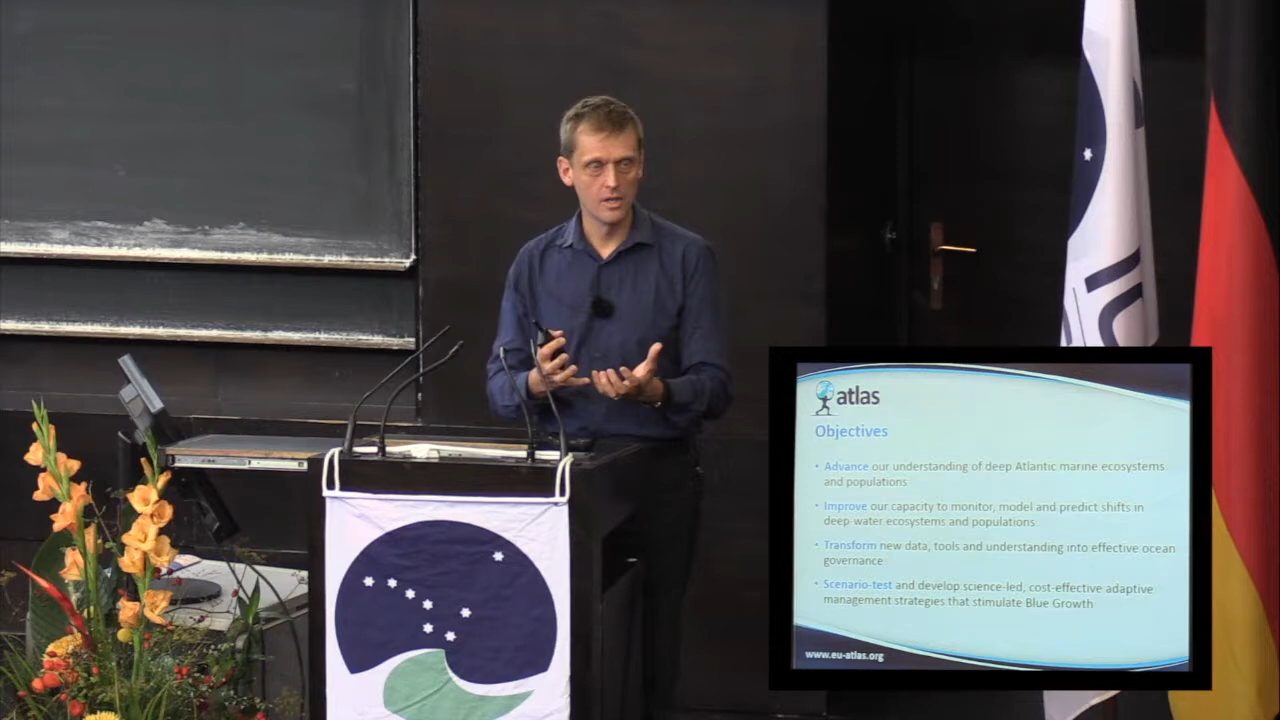 atlas
Objectives
• Advance our understanding of deep Atlantic marine ecosystems
and populations
• Improve our capacity to monitor, model and predict shifts in
deep-water ecosystems and populations
• Transform new data, tools and understanding into effective ocean
governance
• Scenario-test and develop science-led, cost-effective adaptive
management strategies that stimulate Blue Growth
www.eu-atlas.org